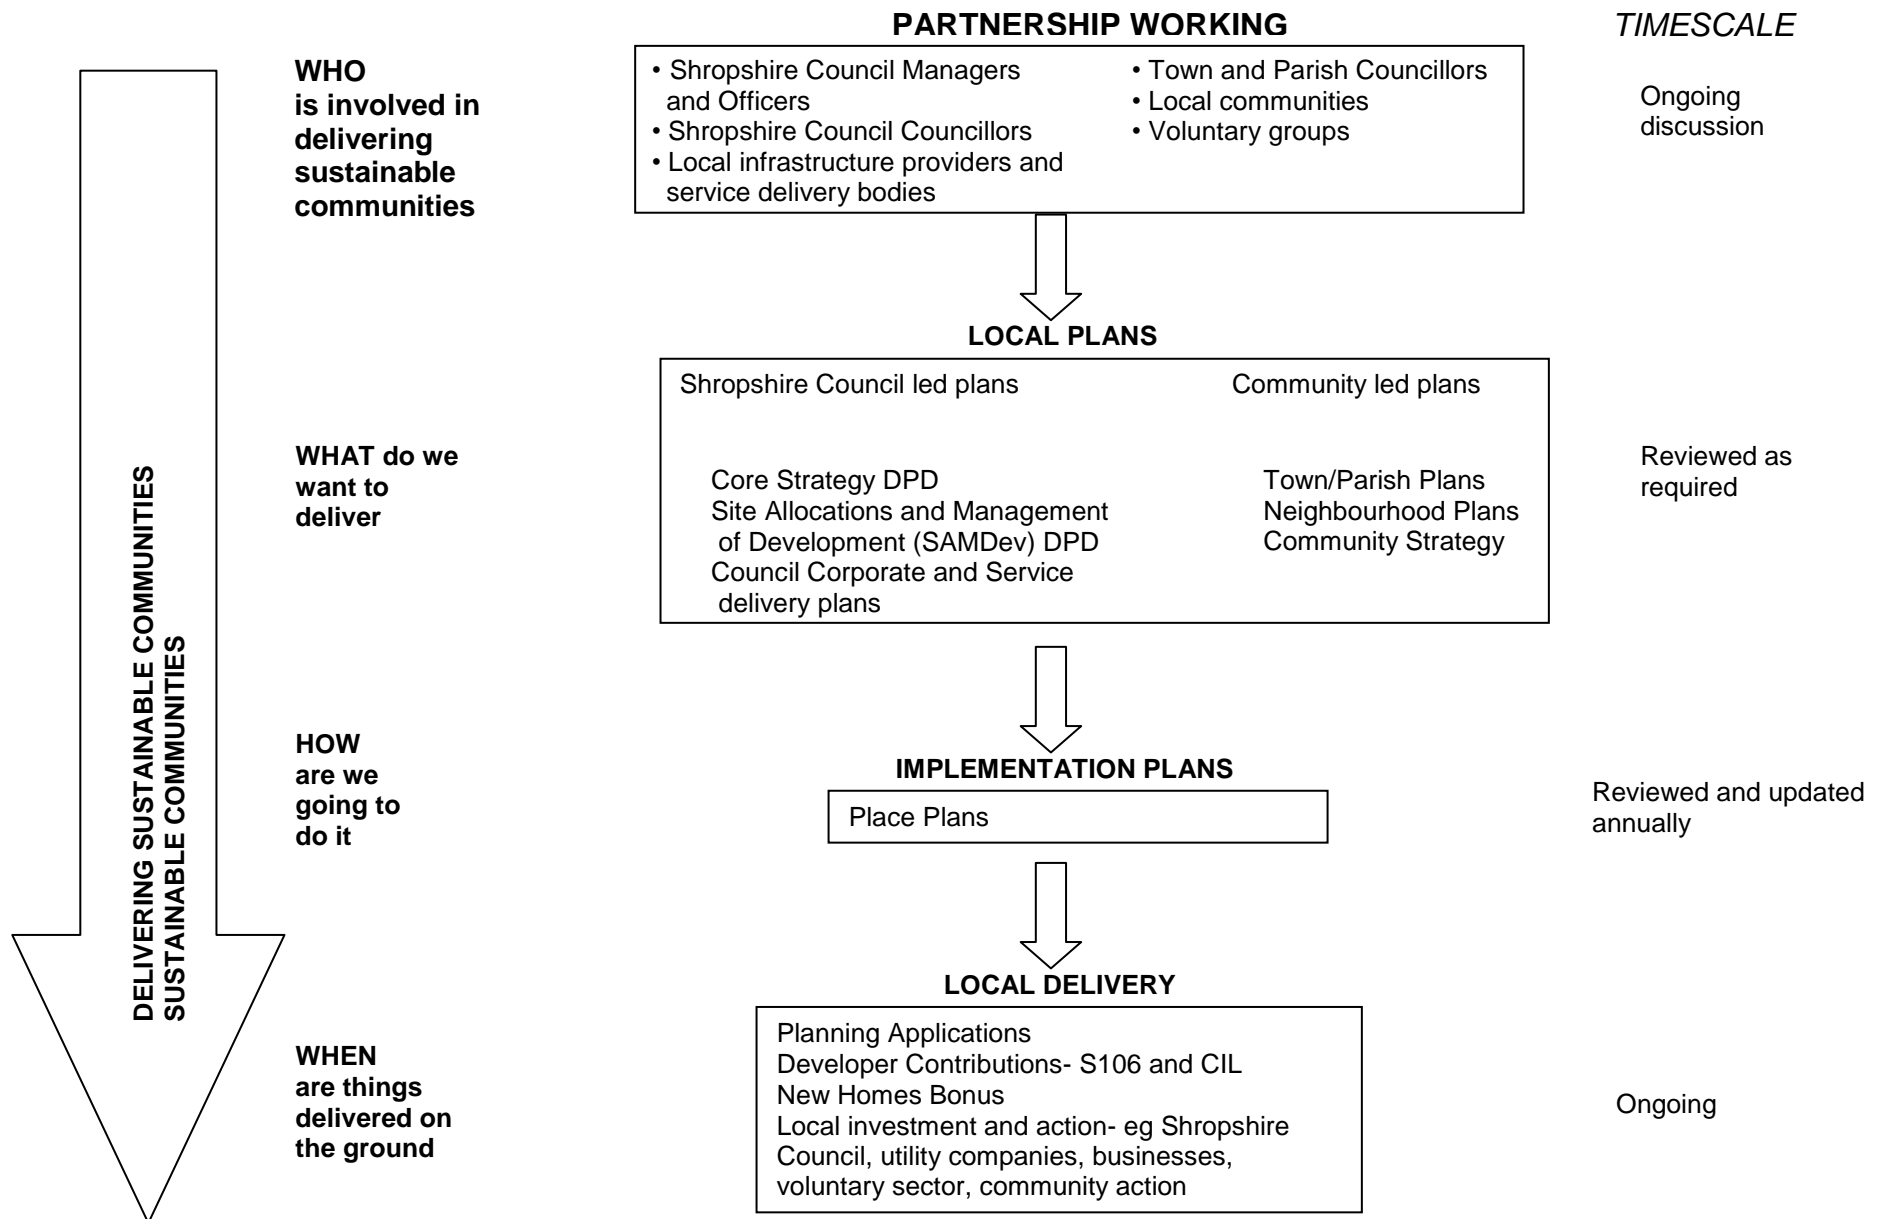 PARTNERSHIP WORKING
TIMESCALE
WHO
is involved in
delivering
sustainable
communities
• Shropshire Council Managers
and Officers
• Shropshire Council Councillors
• Local infrastructure providers and
service delivery bodies
• Town and Parish Councillors
• Local communities
• Voluntary groups
Ongoing
discussion
LOCAL PLANS
WHAT do we
want to
deliver
Shropshire Council led plans
Core Strategy DPD
Site Allocations and Management
of Development (SAMDev) DPD
Council Corporate and Service
delivery plans
Community led plans
Town/Parish Plans
Neighbourhood Plans
Community Strategy
Reviewed as
required
IMPLEMENTATION PLANS
HOW
are we
going to
do it
Place Plans
Reviewed and updated
annually
LOCAL DELIVERY
WHEN
are things
delivered on
the ground
Planning Applications
Developer Contributions- S106 and CIL
New Homes Bonus
Local investment and action- eg Shropshire
Council, utility companies, businesses,
voluntary sector, community action
Ongoing
DELIVERING SUSTAINABLE COMMUNITIES
SUSTAINABLE COMMUNITIES